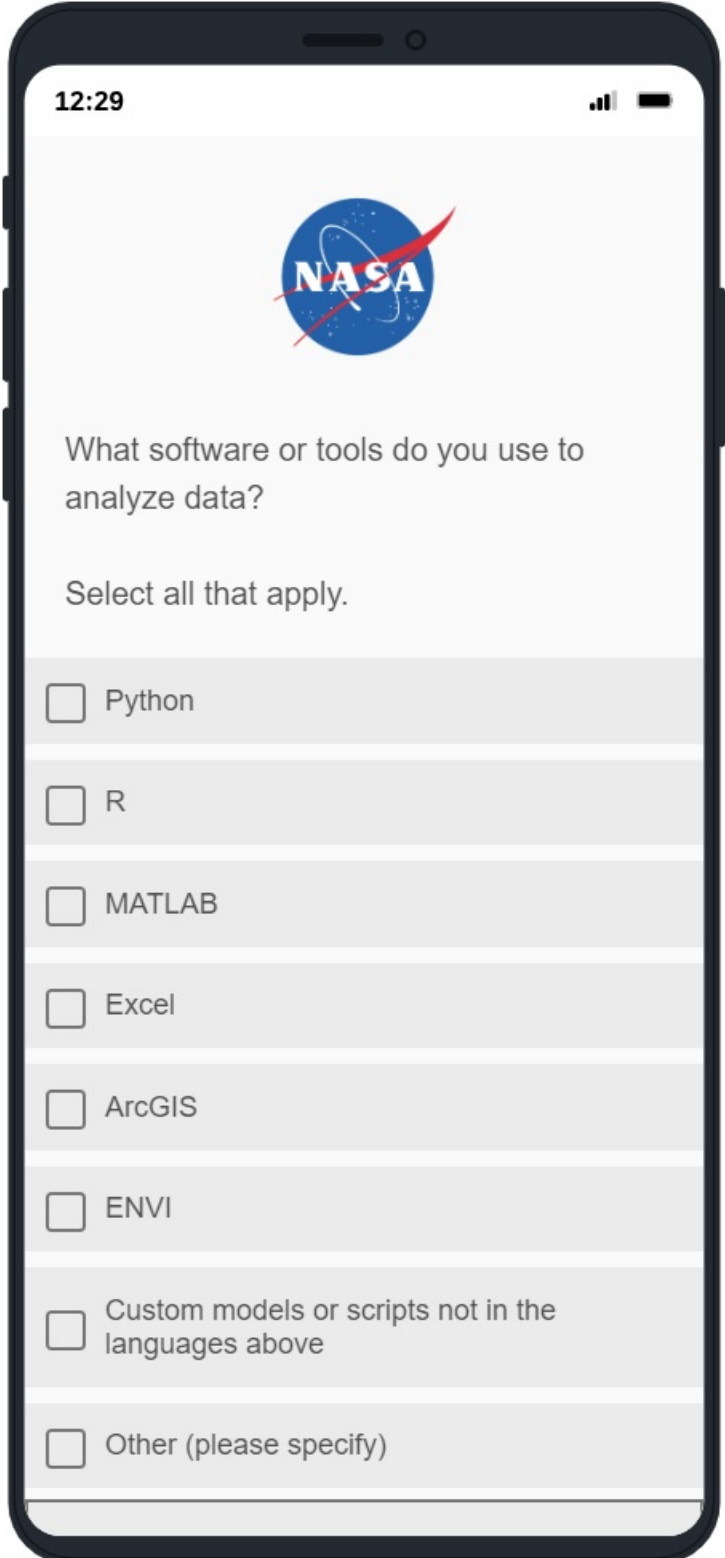 12:29
NASA
What software or tools do you use to
analyze data?
Select all that apply.
Python
R
MATLAB
Excel
ArcGIS
ENVI
Custom models or scripts not in the
languages above
Other (please specify)